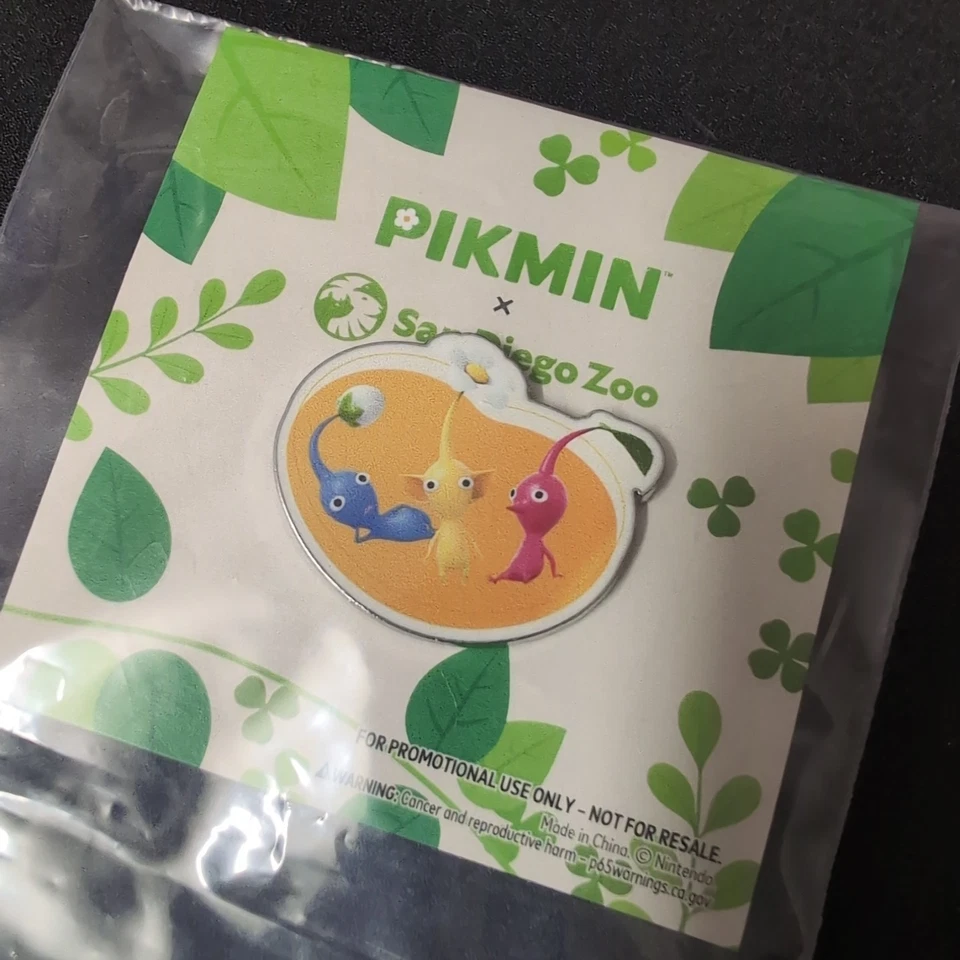 PIKMIN™
×
San Diego Zoo
FOR PROMOTIONAL USE ONLY - NOT FOR RESALE.
Made in China. © Nintendo
⚠ WARNING: Cancer and reproductive harm - p65warnings.ca.gov